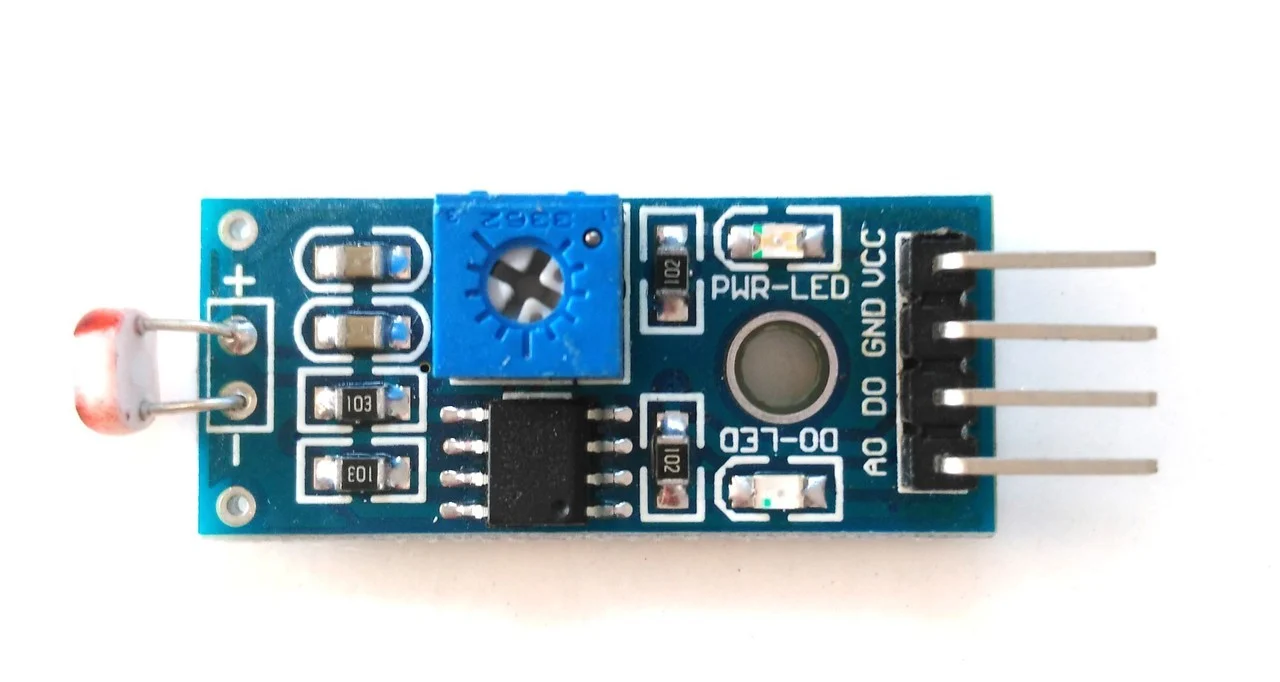 3362
+
102
PWR-LED
VCC
GND
DO
AO
103
103
-
102
DO-LED